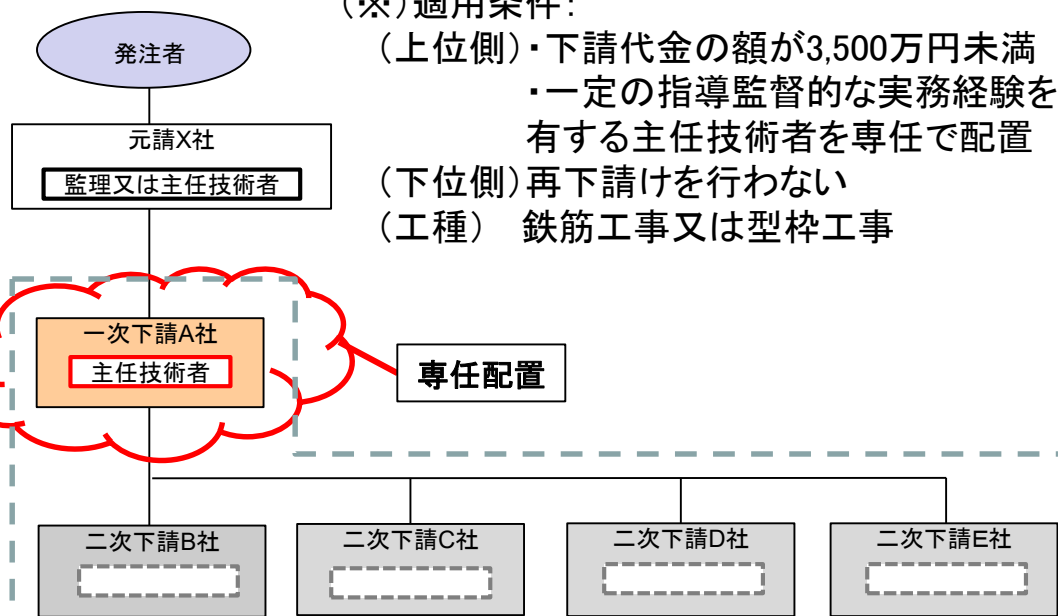 （※）適用条件：
（上位側）・下請代金の額が3,500万円未満
・一定の指導監督的な実務経験を
有する主任技術者を専任で配置
（下位側）再下請けを行わない
（工種）　鉄筋工事又は型枠工事
発注者
元請X社
監理又は主任技術者
一次下請A社
主任技術者
専任配置
二次下請B社
二次下請C社
二次下請D社
二次下請E社